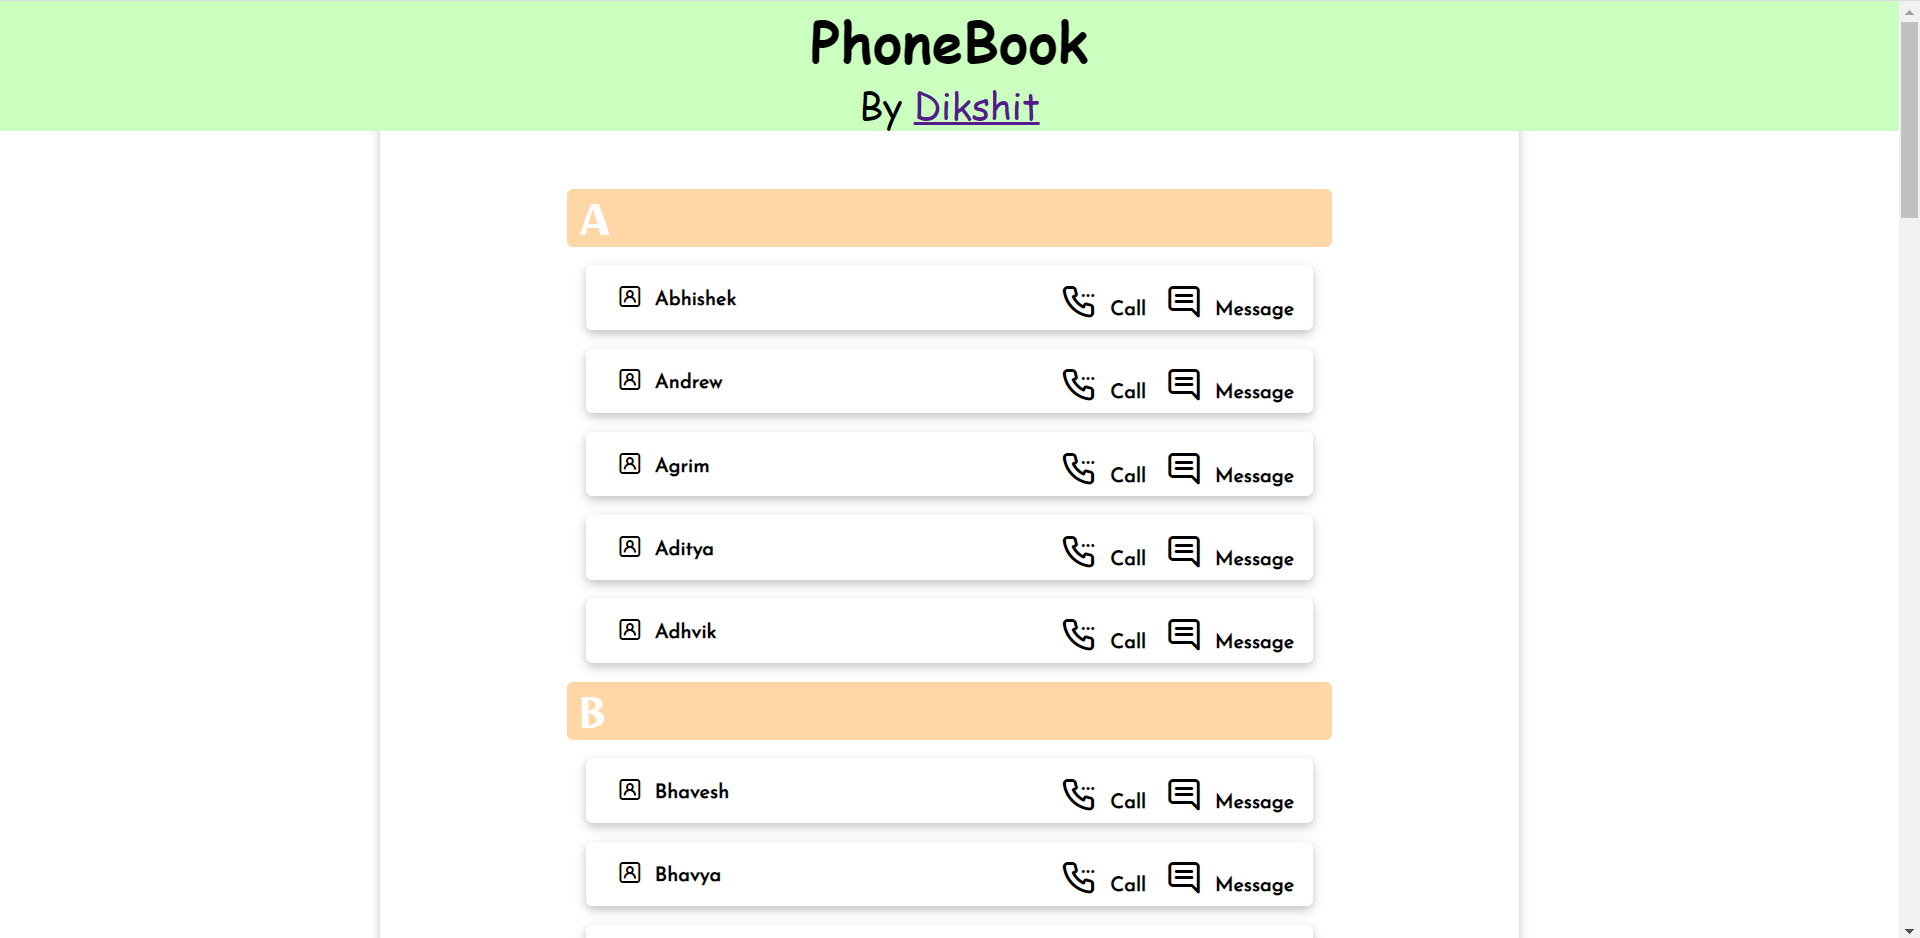 PhoneBook
By Dikshit
A
Abhishek Call Message
Andrew Call Message
Agrim Call Message
Aditya Call Message
Adhvik Call Message
B
Bhavesh Call Message
Bhavya Call Message